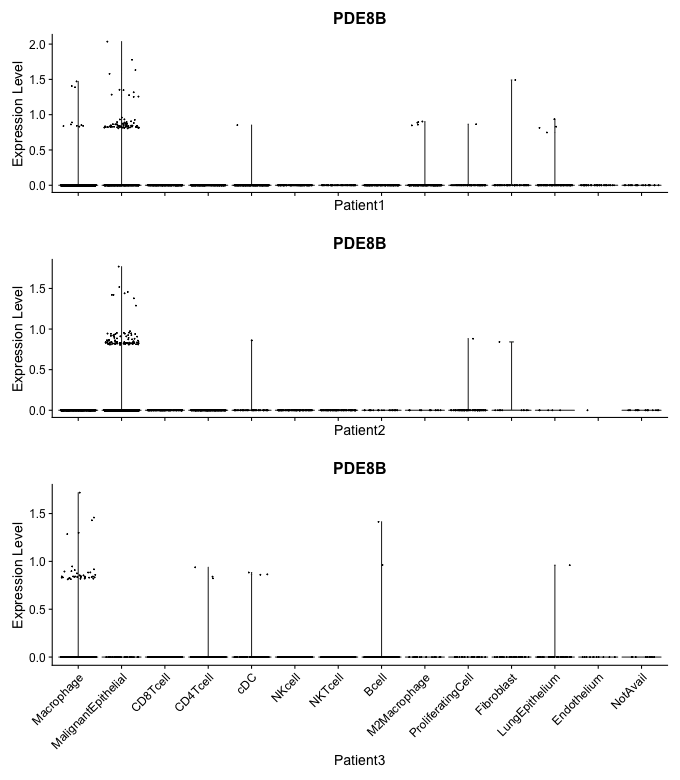 PDE8B
Expression Level
2.0
1.5
1.0
0.5
0.0
Patient1
PDE8B
Expression Level
1.5
1.0
0.5
0.0
Patient2
PDE8B
Expression Level
1.5
1.0
0.5
0.0
Macrophage
MalignantEpithelial
CD8Tcell
CD4Tcell
cDC
NKcell
NKTcell
Bcell
M2Macrophage
ProliferatingCell
Fibroblast
LungEpithelium
Endothelium
NotAvail
Patient3